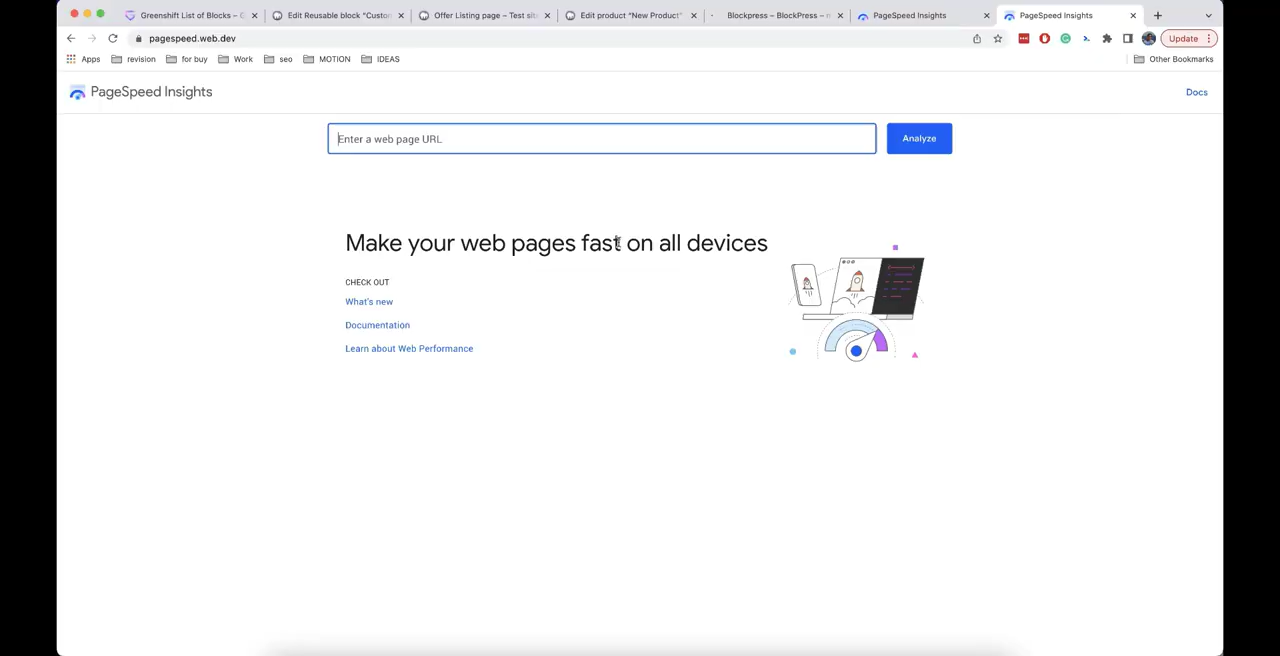 Greenshift List of Blocks – G
Edit Reusable block "Custom
Offer Listing page – Test site
Edit product "New Product"
Blockpress – BlockPress – n
PageSpeed Insights
PageSpeed Insights
pagespeed.web.dev
Update
Apps
revision
for buy
Work
seo
MOTION
IDEAS
Other Bookmarks
PageSpeed Insights
Docs
Enter a web page URL
Analyze
Make your web pages fast on all devices
CHECK OUT
What's new
Documentation
Learn about Web Performance